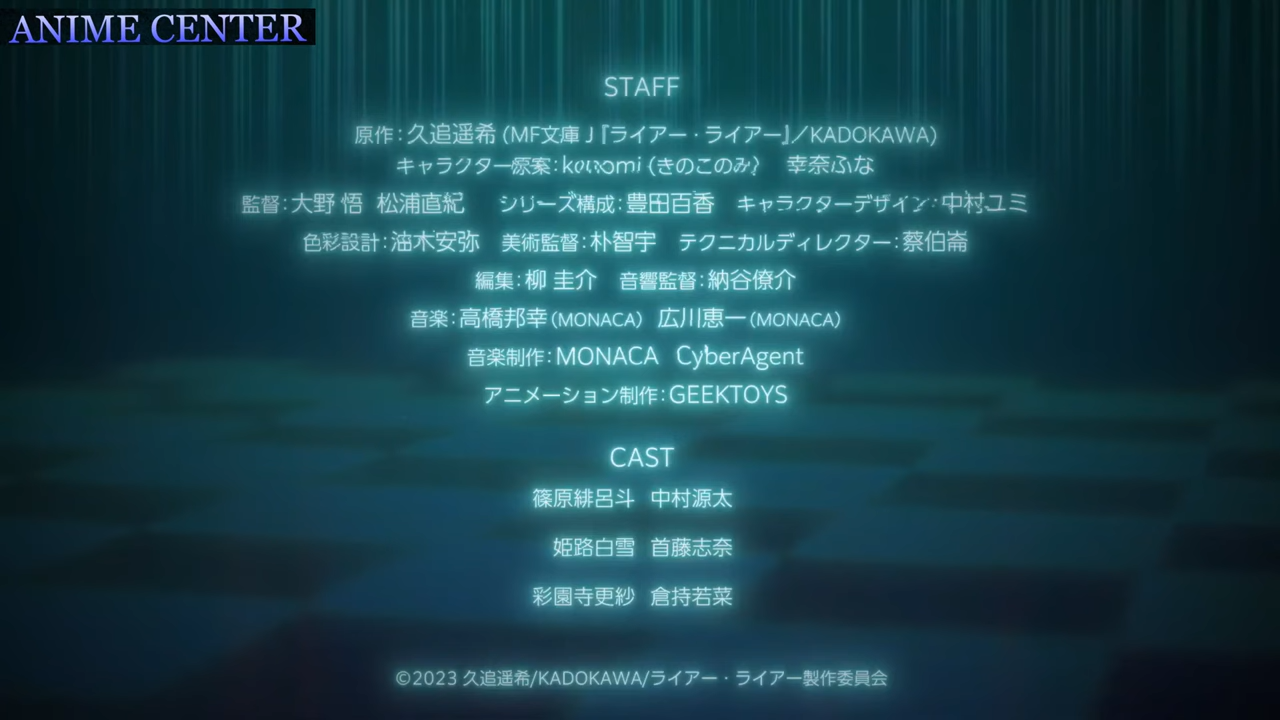 ANIME CENTER
STAFF
原作：久追遥希（MF文庫J『ライアー・ライアー』／KADOKAWA）
キャラクター原案：konomi（きのこのみ） 幸奈ふな
監督：大野 悟 松浦直紀 シリーズ構成：豊田百香 キャラクターデザイン：中村ユミ
色彩設計：油木安弥 美術監督：朴智宇 テクニカルディレクター：蔡伯崙
編集：柳 圭介 音響監督：納谷僚介
音楽：高橋邦幸（MONACA） 広川恵一（MONACA）
音楽制作：MONACA CyberAgent
アニメーション制作：GEEKTOYS
CAST
篠原緋呂斗 中村源太
姫路白雪 首藤志奈
彩園寺更紗 倉持若菜
©2023 久追遥希/KADOKAWA/ライアー・ライアー製作委員会